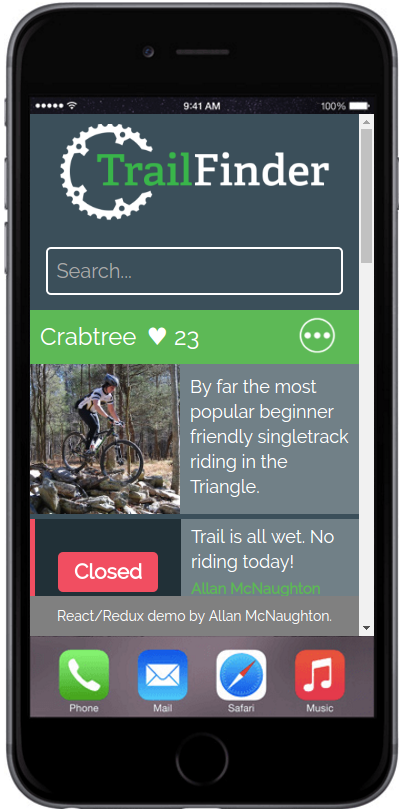 9:41 AM 100%
TrailFinder
Search...
Crabtree ♥ 23
By far the most
popular beginner
friendly singletrack
riding in the
Triangle.
Trail is all wet. No
riding today!
Closed
Allan McNaughton
React/Redux demo by Allan McNaughton.
Phone Mail Safari Music